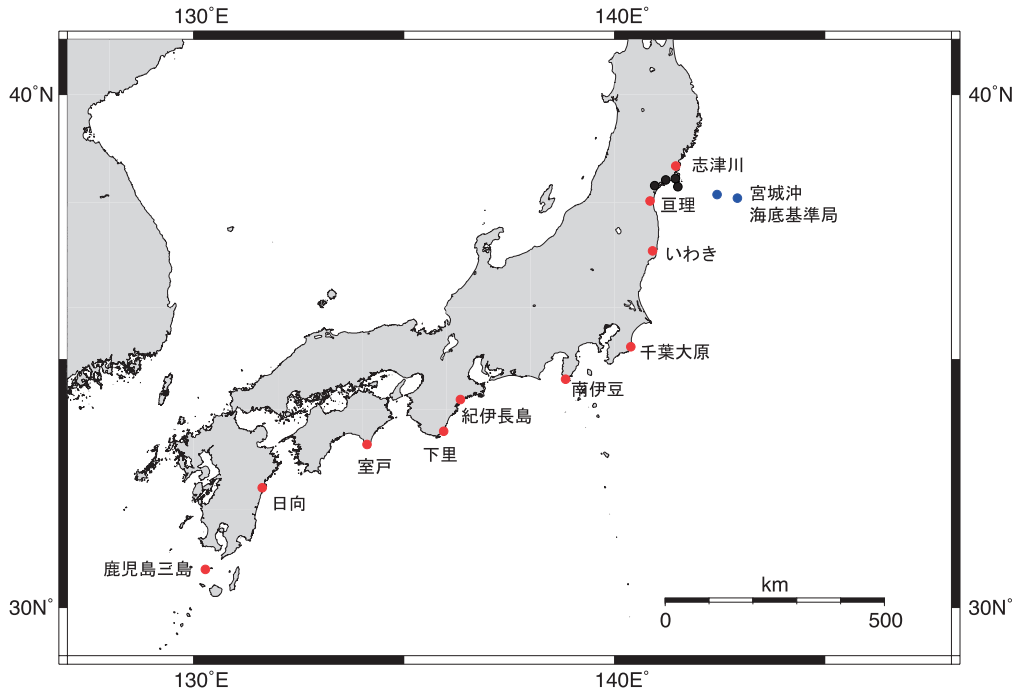 130˚E
140˚E
40˚N
40˚N
志津川
宮城沖
海底基準局
亘理
いわき
千葉大原
南伊豆
紀伊長島
下里
室戸
日向
鹿児島三島
km
0
500
30N˚
30N˚
130˚E
140˚E